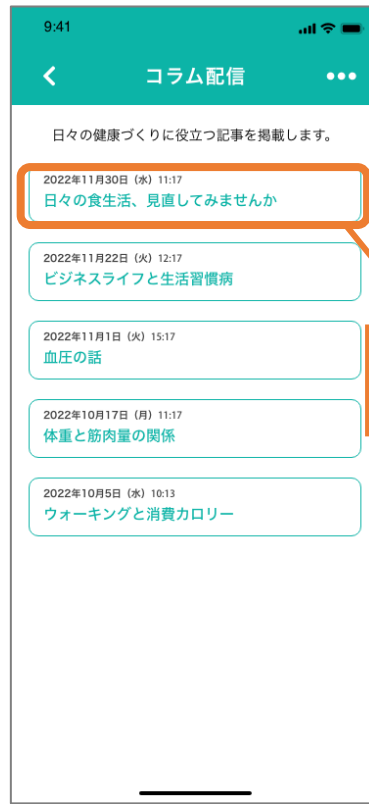 9:41
コラム配信
日々の健康づくりに役立つ記事を掲載します。
2022年11月30日（水）11:17
日々の食生活、見直してみませんか
2022年11月22日（火）12:17
ビジネスライフと生活習慣病
2022年11月1日（火）15:17
血圧の話
2022年10月17日（月）11:17
体重と筋肉量の関係
2022年10月5日（水）10:13
ウォーキングと消費カロリー